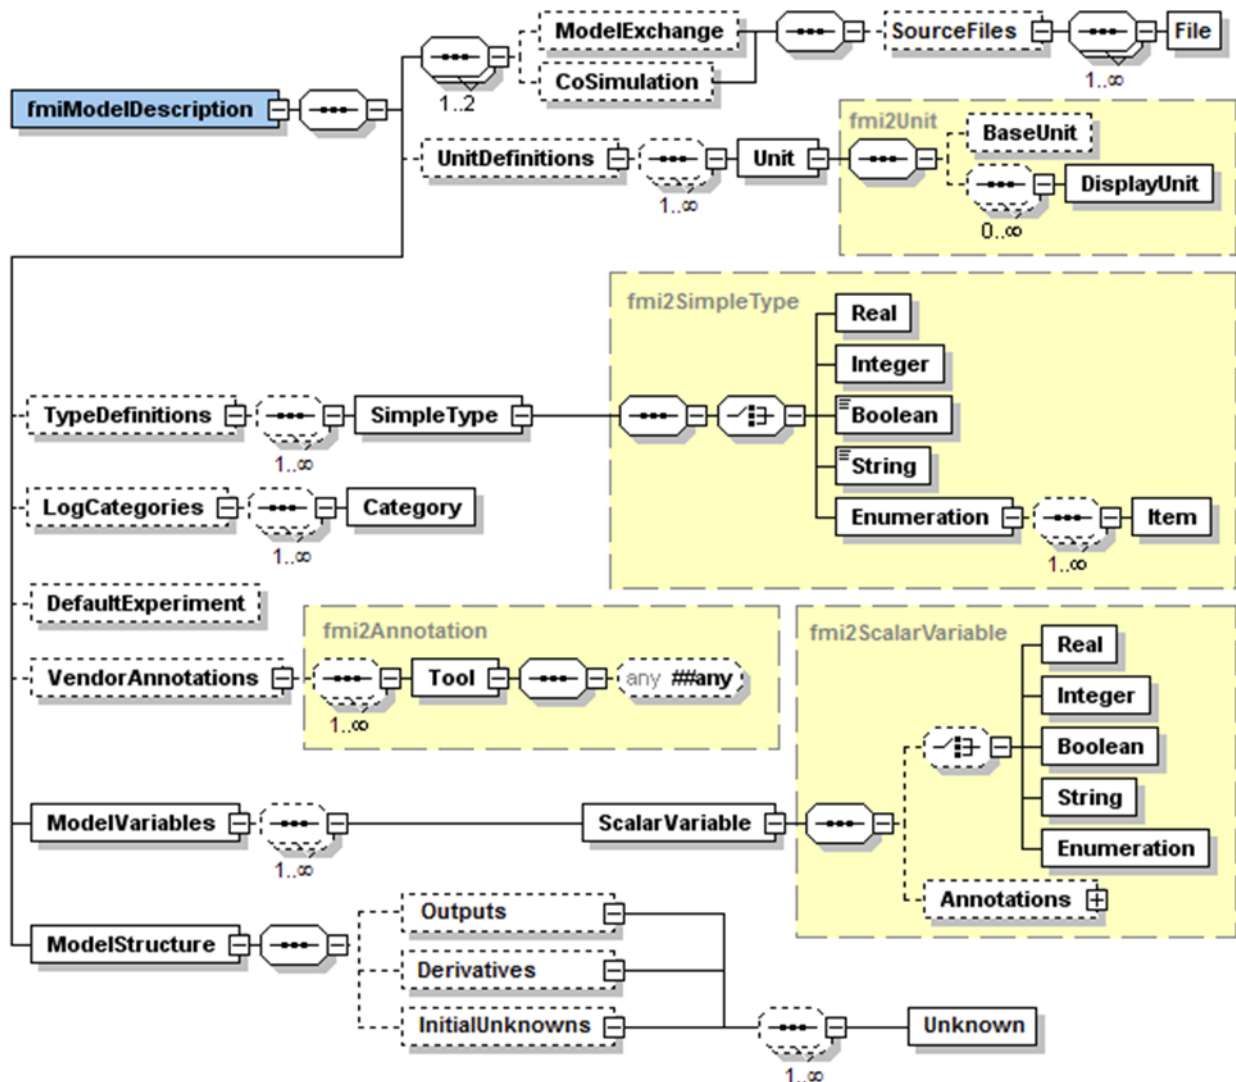 ModelExchange
SourceFiles
File
CoSimulation
1..2
1..∞
fmiModelDescription
fmi2Unit
BaseUnit
UnitDefinitions
Unit
1..∞
DisplayUnit
0..∞
fmi2SimpleType
Real
Integer
TypeDefinitions
SimpleType
Boolean
1..∞
String
LogCategories
Category
Enumeration
Item
1..∞
1..∞
DefaultExperiment
fmi2Annotation
fmi2ScalarVariable
Real
VendorAnnotations
Tool
any ##any
1..∞
Integer
Boolean
String
ModelVariables
ScalarVariable
1..∞
Enumeration
Annotations
Outputs
ModelStructure
Derivatives
InitialUnknowns
Unknown
1..∞